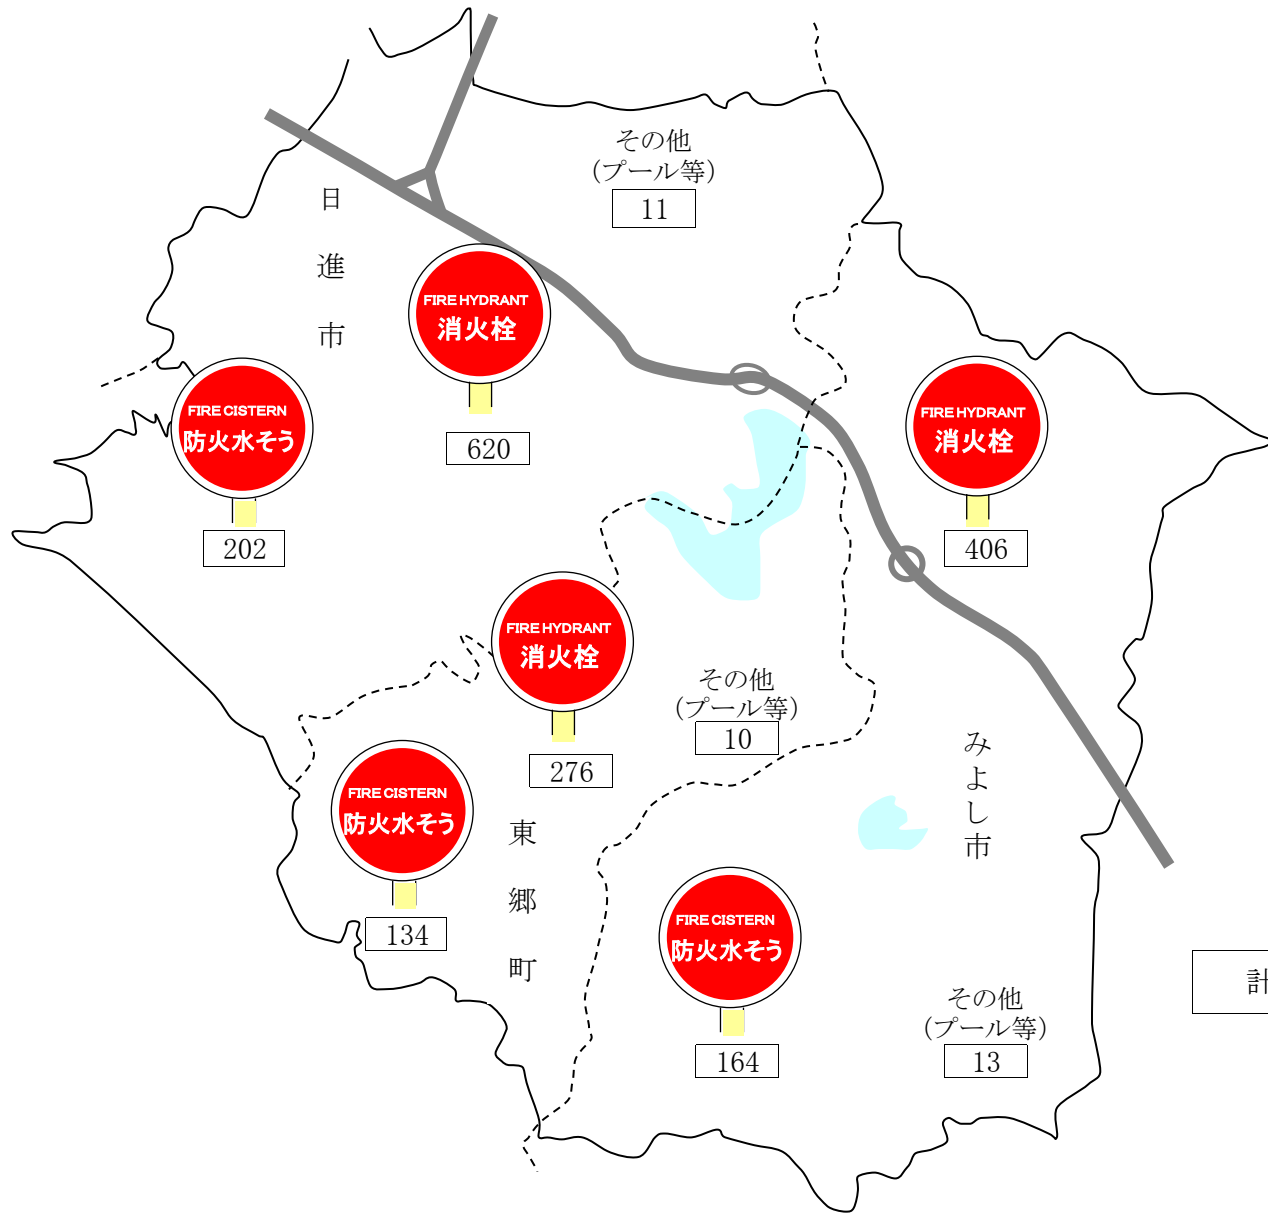 その他
(プール等)
11
日進市
FIRE HYDRANT
消火栓
620
FIRE CISTERN
防火水そう
202
FIRE HYDRANT
消火栓
406
FIRE HYDRANT
消火栓
276
その他
(プール等)
10
みよし市
FIRE CISTERN
防火水そう
134
東郷町
FIRE CISTERN
防火水そう
164
その他
(プール等)
13
計